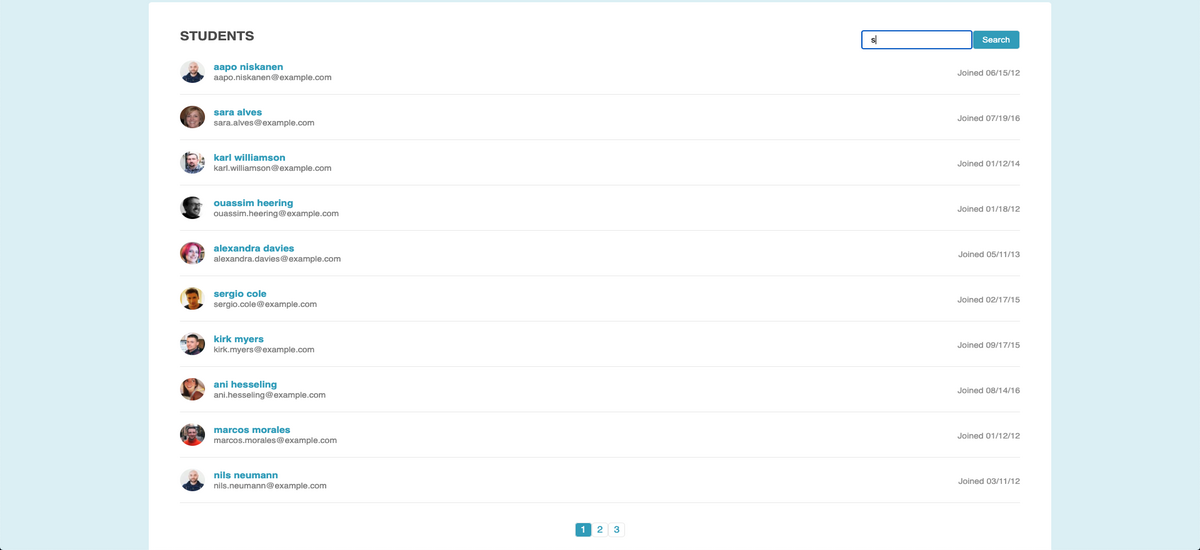 STUDENTS
s
Search
aapo niskanen
aapo.niskanen@example.com
Joined 06/15/12
sara alves
sara.alves@example.com
Joined 07/19/16
karl williamson
karl.williamson@example.com
Joined 01/12/14
ouassim heering
ouassim.heering@example.com
Joined 01/18/12
alexandra davies
alexandra.davies@example.com
Joined 05/11/13
sergio cole
sergio.cole@example.com
Joined 02/17/15
kirk myers
kirk.myers@example.com
Joined 09/17/15
ani hesseling
ani.hesseling@example.com
Joined 08/14/16
marcos morales
marcos.morales@example.com
Joined 01/12/12
nils neumann
nils.neumann@example.com
Joined 03/11/12
1 2 3